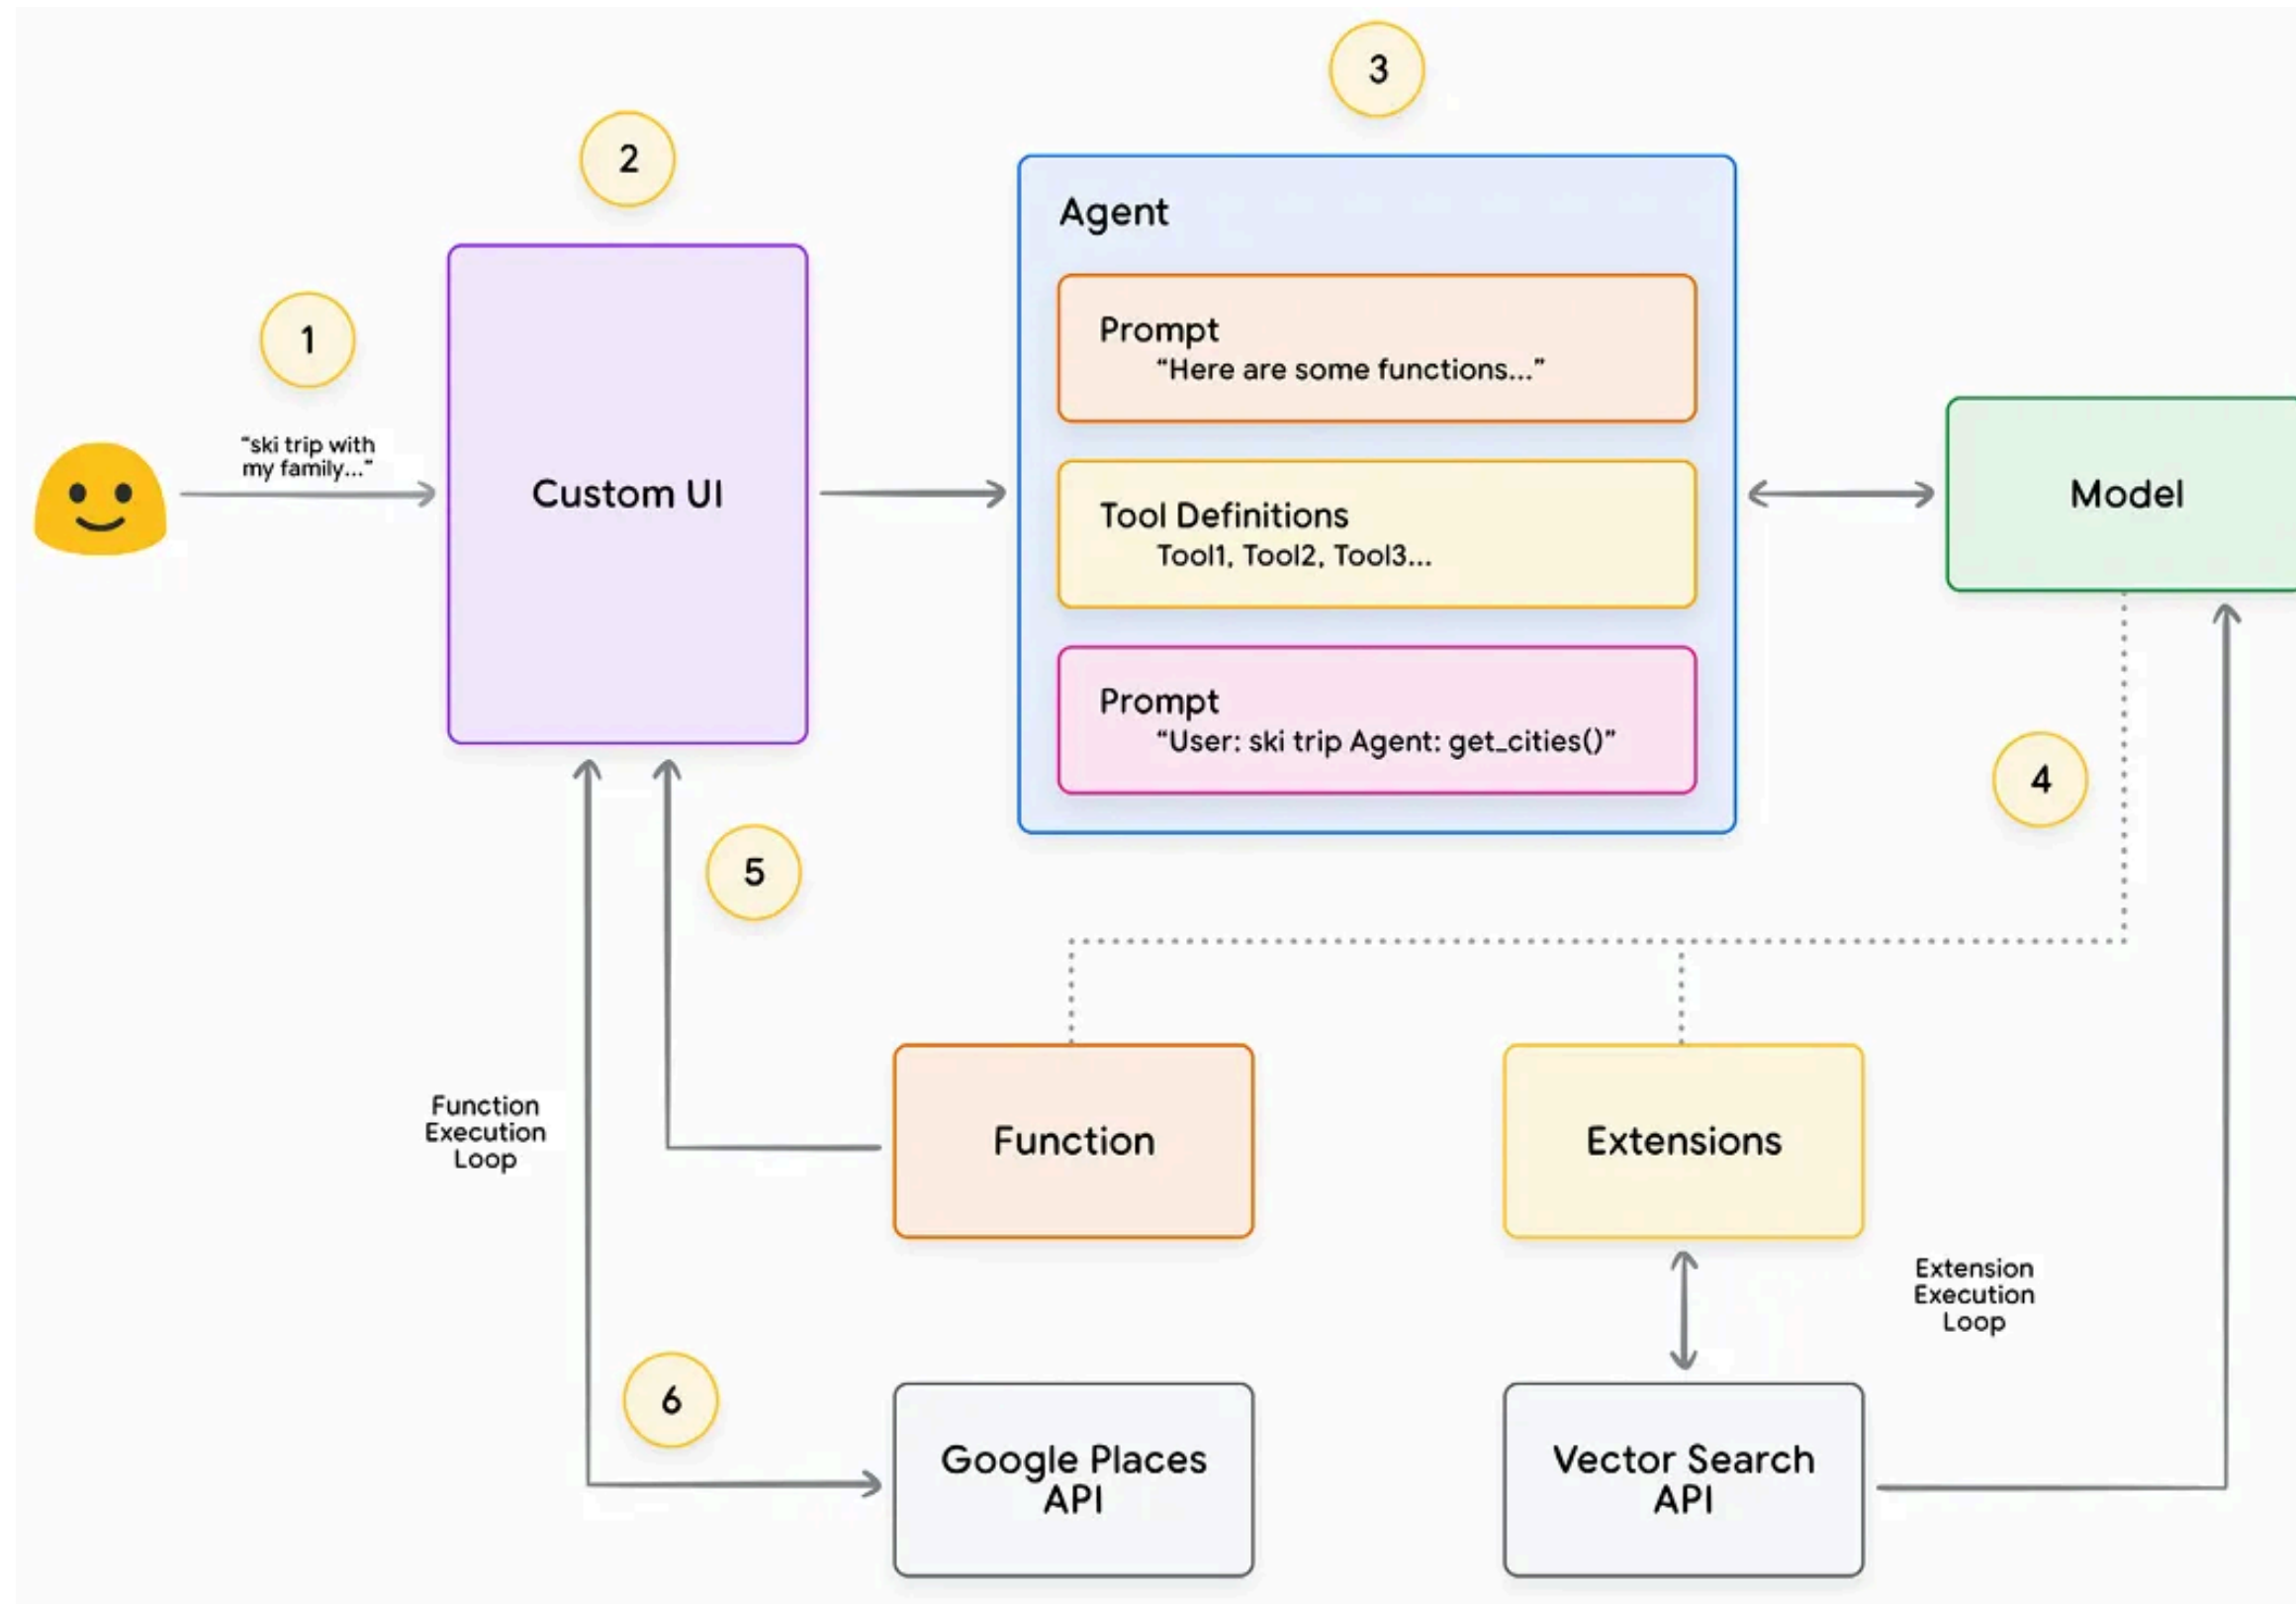 3
2
1
"ski trip with
my family..."
Custom UI
Agent
Prompt
"Here are some functions..."
Tool Definitions
Tool1, Tool2, Tool3...
Prompt
"User: ski trip Agent: get_cities()"
Model
4
5
Function
Execution
Loop
Function
Extensions
Extension
Execution
Loop
6
Google Places
API
Vector Search
API